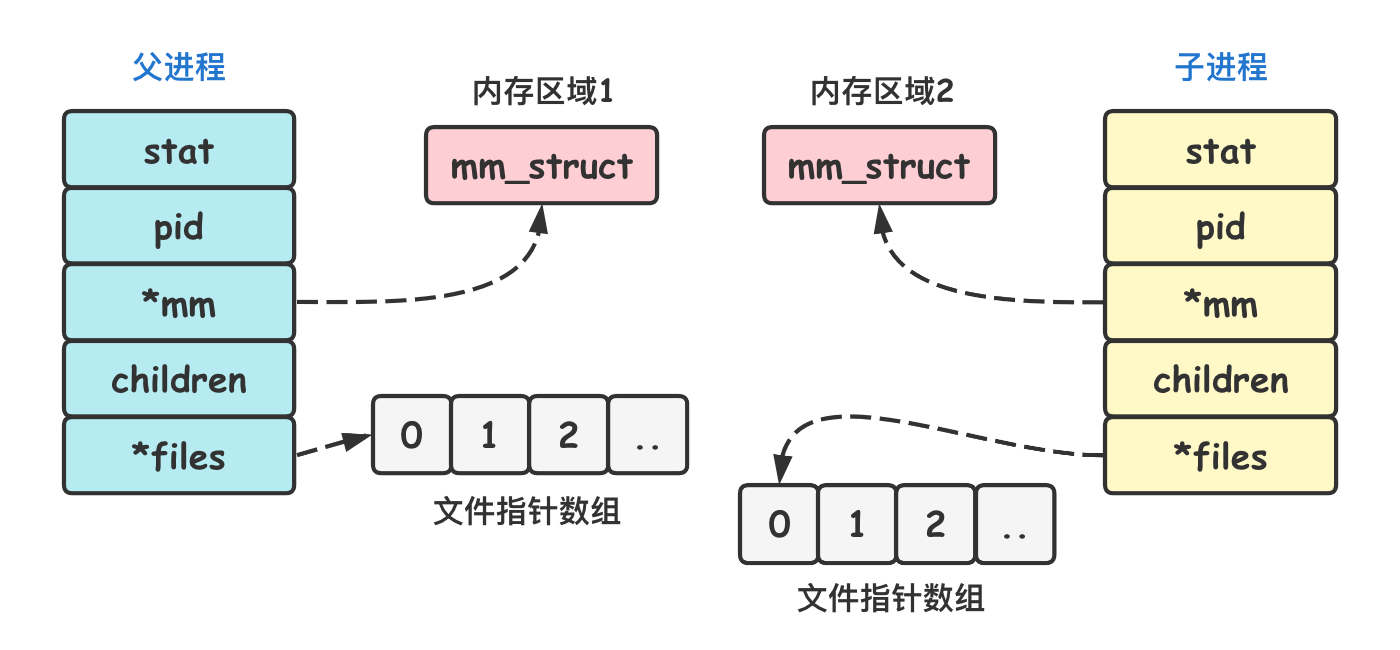 父进程
stat
pid
*mm
children
*files
内存区域1
mm_struct
0 1 2 ..
文件指针数组
内存区域2
mm_struct
0 1 2 ..
文件指针数组
子进程
stat
pid
*mm
children
*files